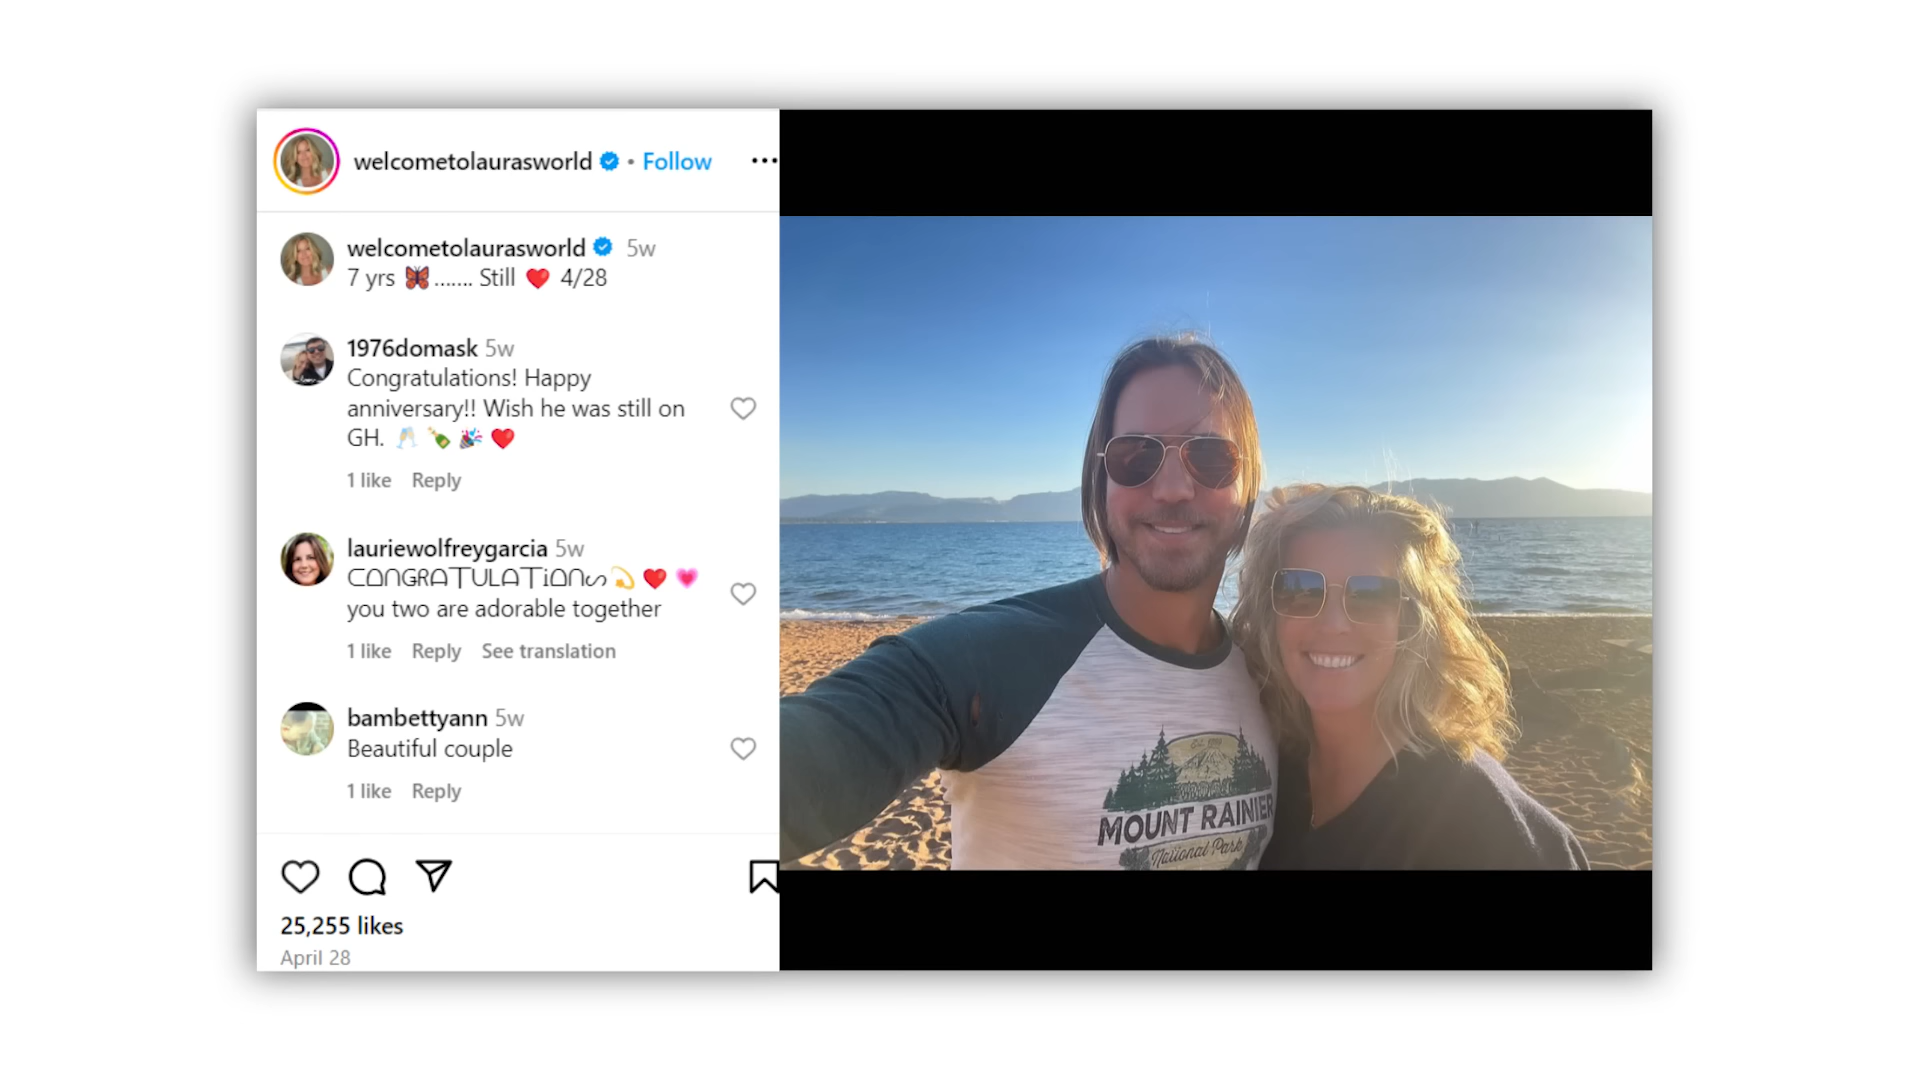 welcometolaurasworld • Follow •••
welcometolaurasworld 5w
7 yrs 🦋....... Still ❤️ 4/28
1976domask 5w
Congratulations! Happy
anniversary!! Wish he was still on
GH. 🥂 🍾 🎉 ❤️
1 like Reply
lauriewolfreygarcia 5w
ᑕᗝᑎᘜᖇᗩTᑌᒪᗩTᎥᗝᑎᔕ💫 ❤️ 💗
you two are adorable together
1 like Reply See translation
bambettyann 5w
Beautiful couple
1 like Reply
25,255 likes
April 28
MOUNT RAINIER
National Park